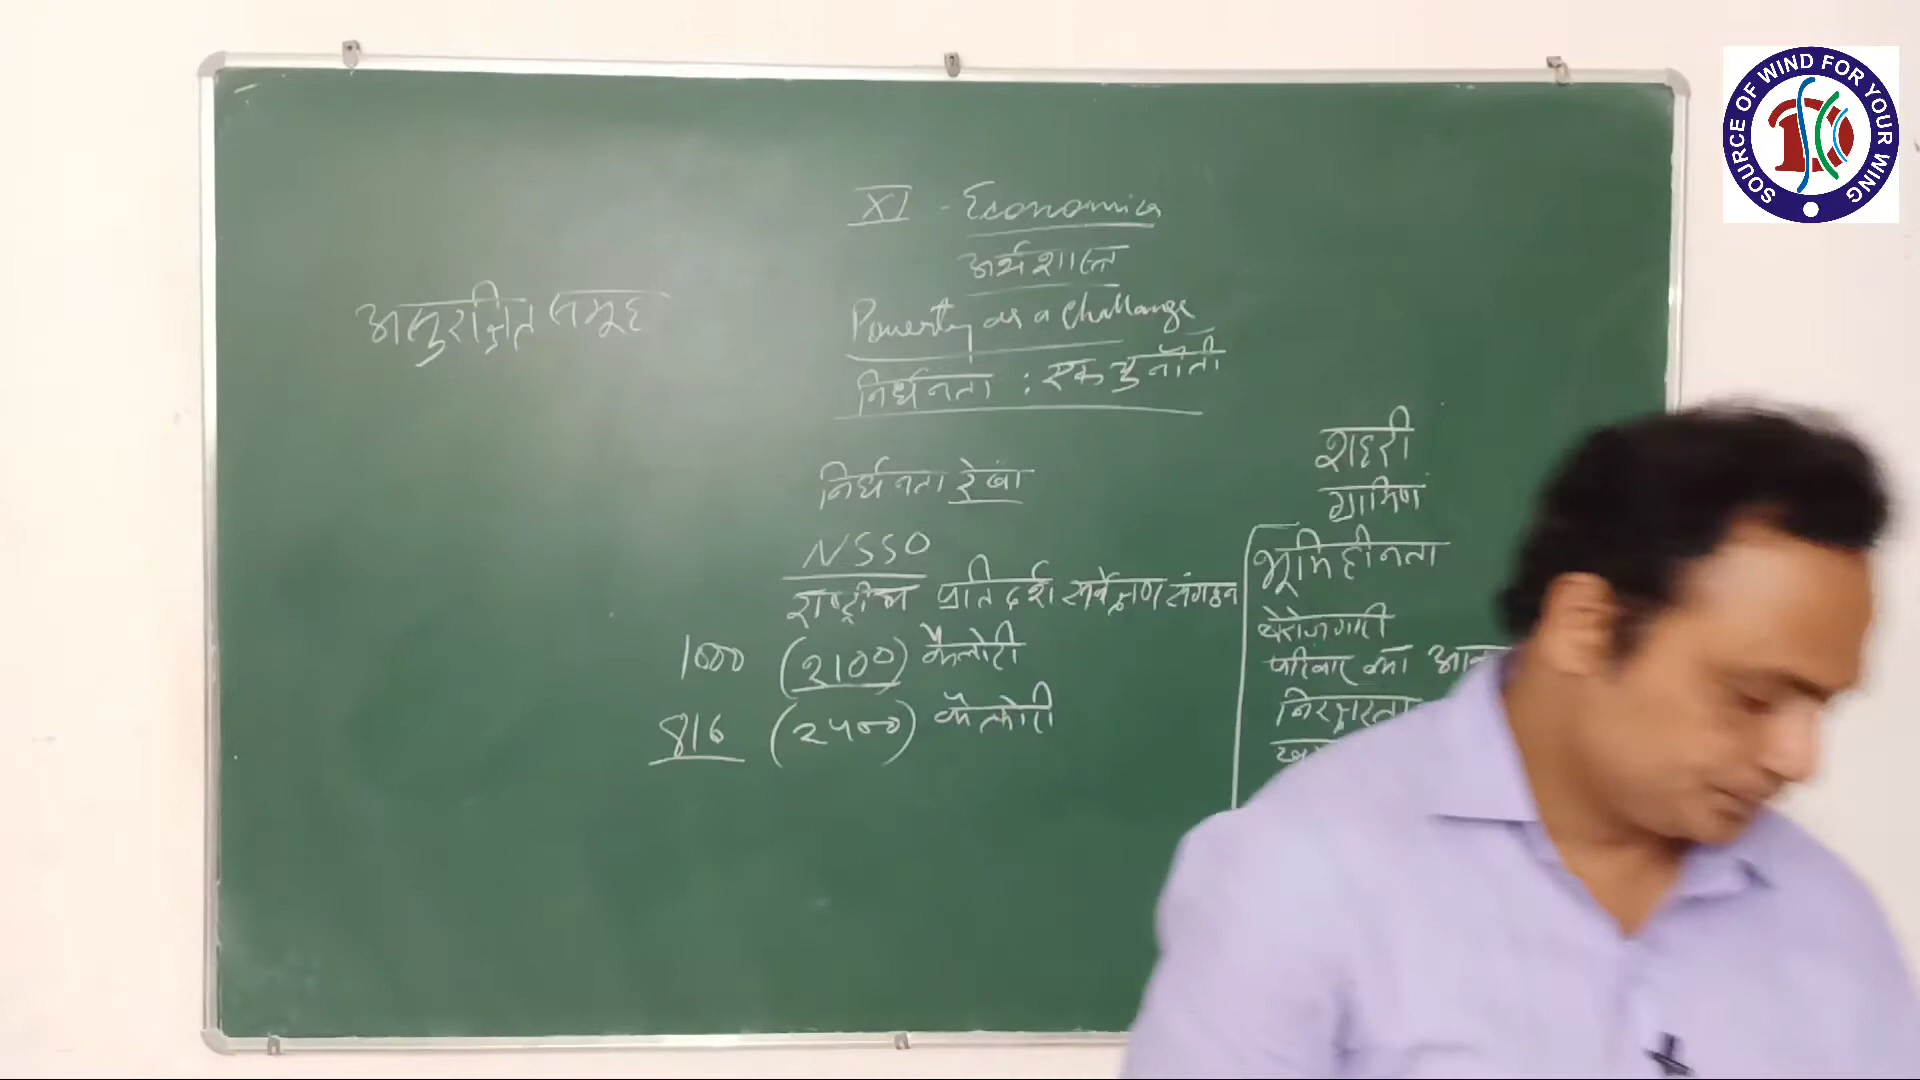 SOURCE OF WIND FOR YOUR WING
XI - Economics
अर्थशास्त्र
Poverty as a challange
निर्धनता : एक चुनौती
असुरक्षित समूह
निर्धनता रेखा
NSSO
राष्ट्रीय प्रतिदर्श सर्वेक्षण संगठन
1000 (2100) कैलोरी
816 (2400) कैलोरी
शहरी
ग्रामिण
भूमिहीनता
बेरोजगारी
परिवार का
निरक्षरता